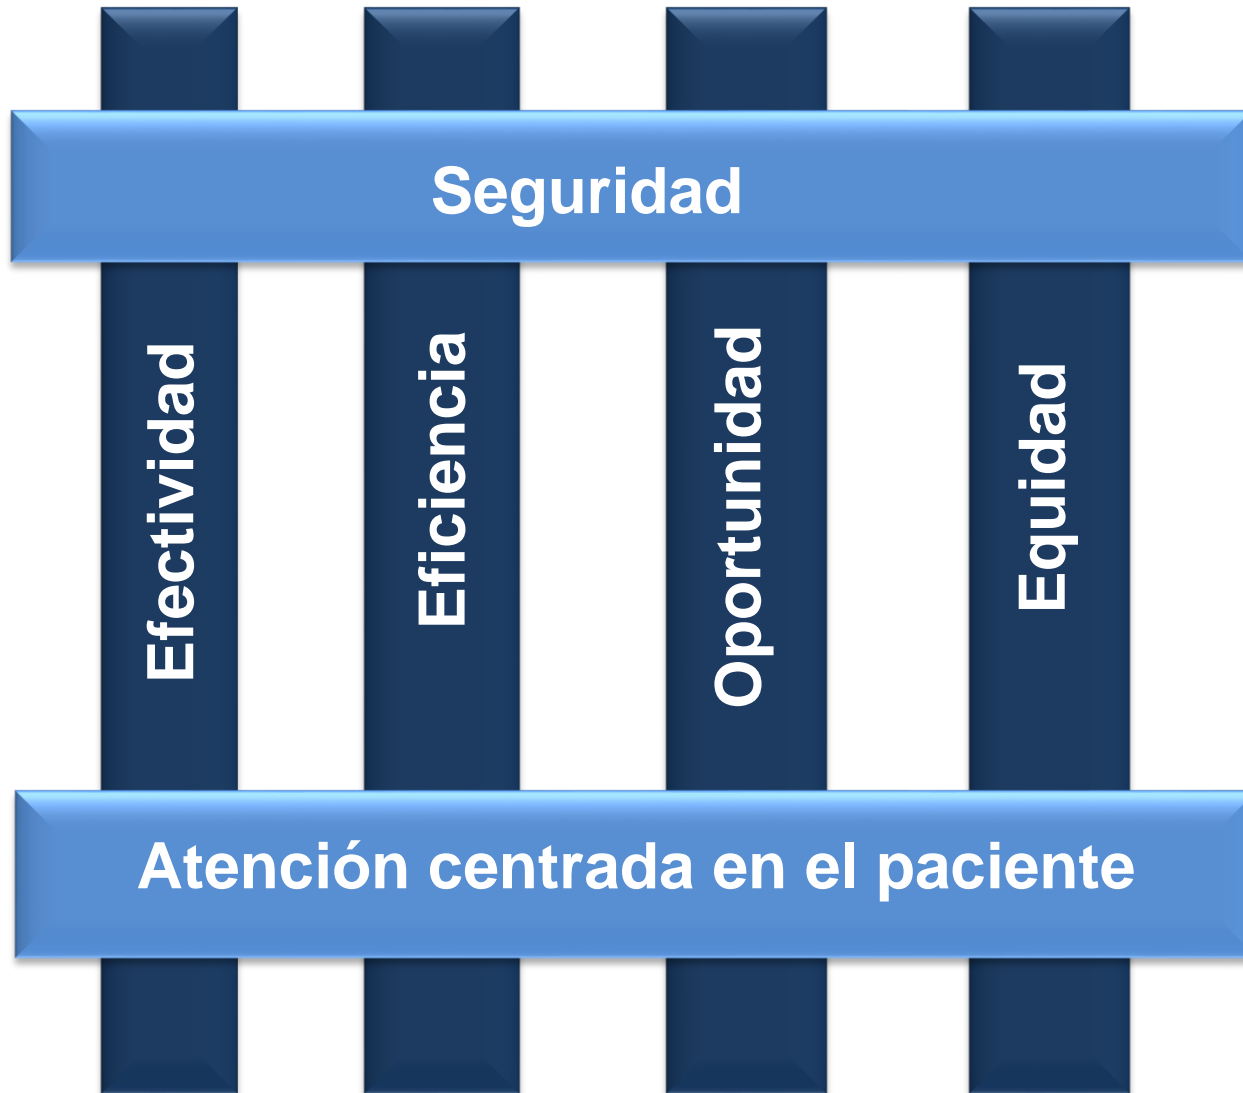 Seguridad
Efectividad
Eficiencia
Oportunidad
Equidad
Atención centrada en el paciente